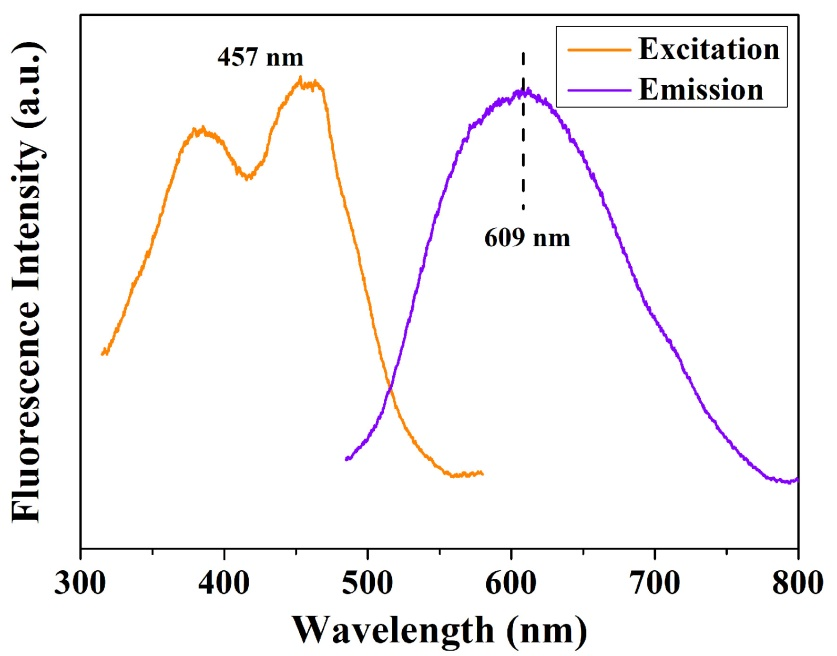 457 nm
Excitation
Emission
609 nm
Fluorescence Intensity (a.u.)
300 400 500 600 700 800
Wavelength (nm)